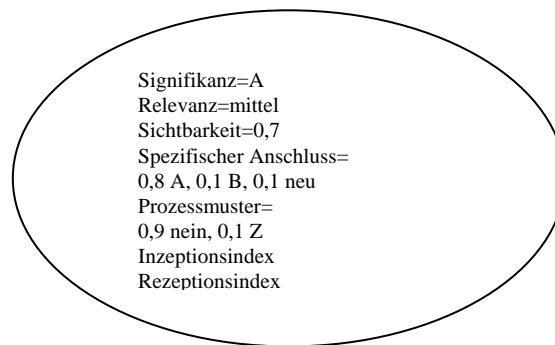 Signifikanz=A
Relevanz=mittel
Sichtbarkeit=0,7
Spezifischer Anschluss=
0,8 A, 0,1 B, 0,1 neu
Prozessmuster=
0,9 nein, 0,1 Z
Inzeptionsindex
Rezeptionsindex